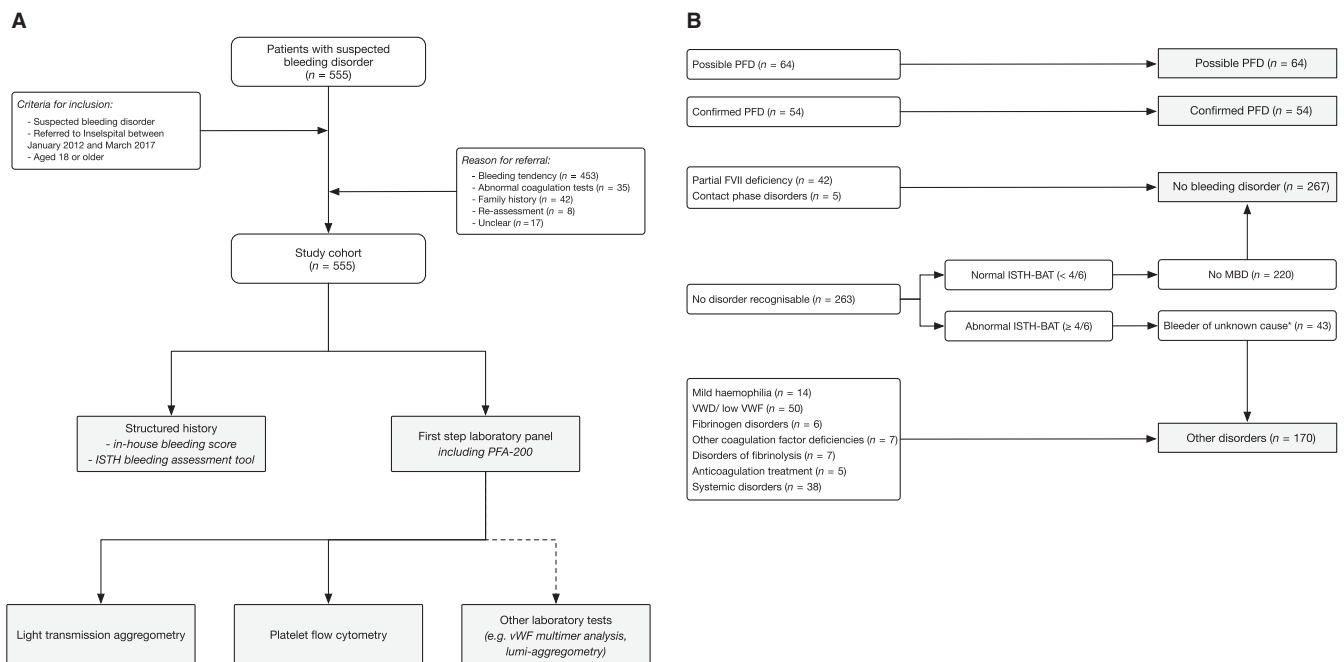 A
Patients with suspected
bleeding disorder
(n = 555)
Criteria for inclusion:
- Suspected bleeding disorder
- Referred to Inselspital between
January 2012 and March 2017
- Aged 18 or older
Reason for referral:
- Bleeding tendency (n = 453)
- Abnormal coagulation tests (n = 35)
- Family history (n = 42)
- Re-assessment (n = 8)
- Unclear (n = 17)
Study cohort
(n = 555)
Structured history
- in-house bleeding score
- ISTH bleeding assessment tool
First step laboratory panel
including PFA-200
Light transmission aggregometry
Platelet flow cytometry
Other laboratory tests
(e.g. vWF multimer analysis,
lumi-aggregometry)
B
Possible PFD (n = 64)
Possible PFD (n = 64)
Confirmed PFD (n = 54)
Confirmed PFD (n = 54)
Partial FVII deficiency (n = 42)
Contact phase disorders (n = 5)
No bleeding disorder (n = 267)
No disorder recognisable (n = 263)
Normal ISTH-BAT (< 4/6)
No MBD (n = 220)
Abnormal ISTH-BAT (≥ 4/6)
Bleeder of unknown cause* (n = 43)
Mild haemophilia (n = 14)
VWD/ low VWF (n = 50)
Fibrinogen disorders (n = 6)
Other coagulation factor deficiencies (n = 7)
Disorders of fibrinolysis (n = 7)
Anticoagulation treatment (n = 5)
Systemic disorders (n = 38)
Other disorders (n = 170)